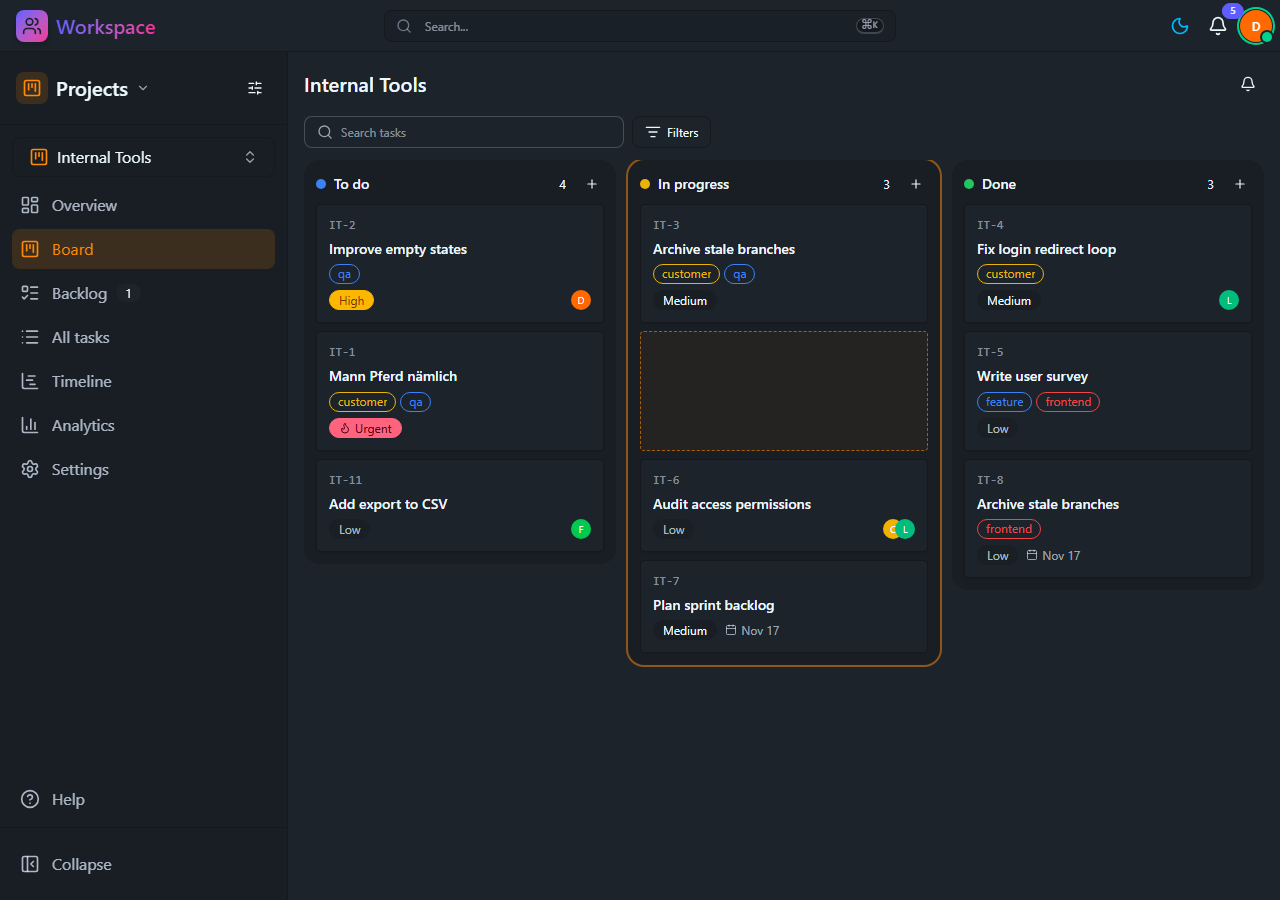 Workspace
Search...
⌘K
5
D
Projects
Internal Tools
Overview
Board
Backlog 1
All tasks
Timeline
Analytics
Settings
Help
Collapse
Internal Tools
Search tasks
Filters
To do 4
IT-2
Improve empty states
qa
High
D
IT-1
Mann Pferd nämlich
customer qa
Urgent
IT-11
Add export to CSV
Low
F
In progress 3
IT-3
Archive stale branches
customer qa
Medium
IT-6
Audit access permissions
Low
L
IT-7
Plan sprint backlog
Medium Nov 17
Done 3
IT-4
Fix login redirect loop
customer
Medium
L
IT-5
Write user survey
feature frontend
Low
IT-8
Archive stale branches
frontend
Low Nov 17